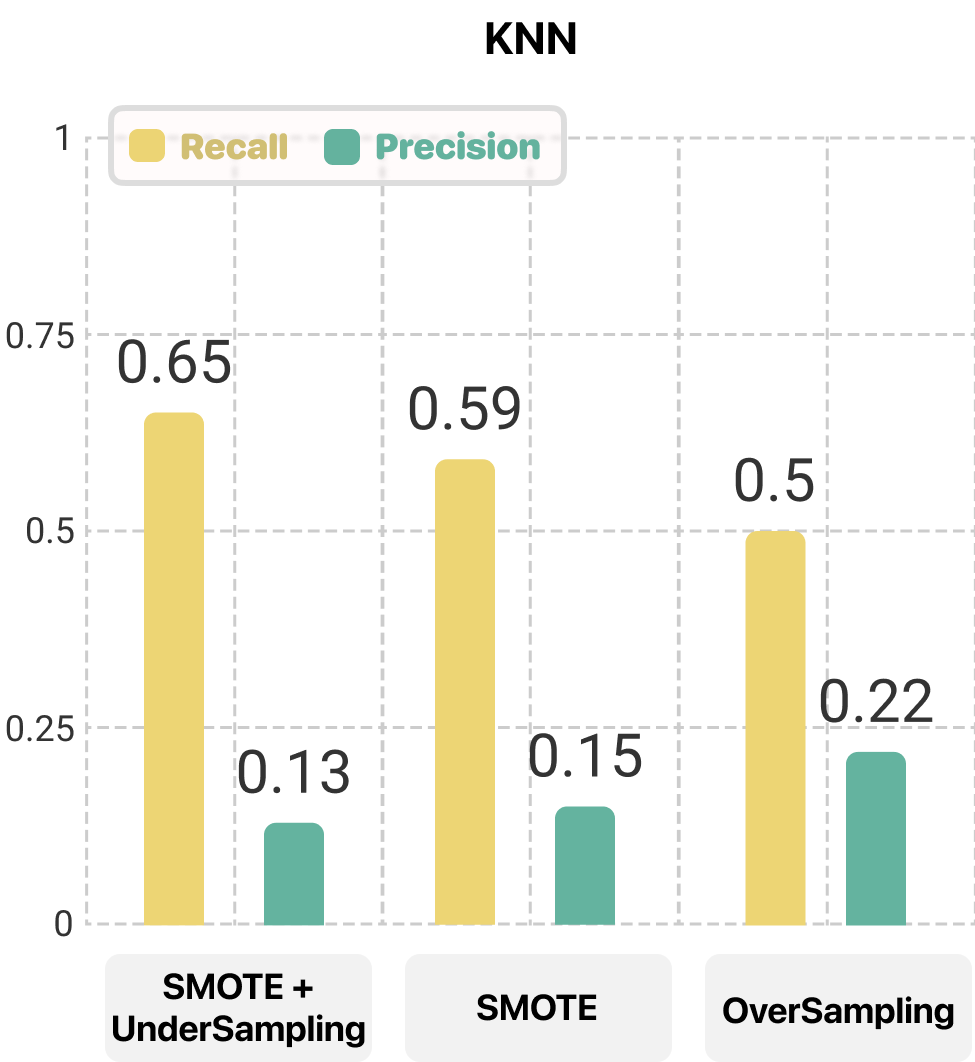 KNN
Recall
Precision
1
0.75
0.5
0.25
0
0.65
0.13
0.59
0.15
0.5
0.22
SMOTE +
UnderSampling
SMOTE
OverSampling